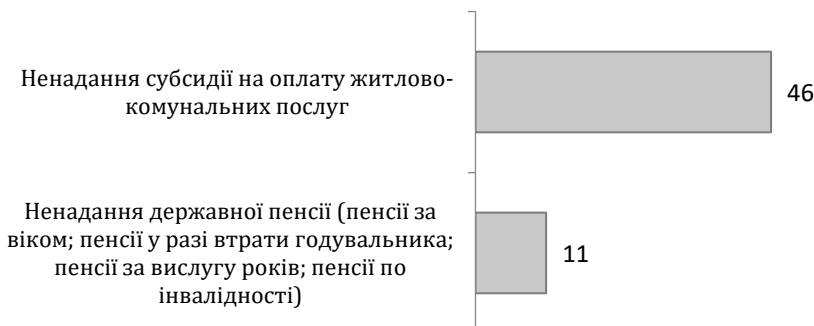 Ненадання субсидії на оплату житлово-
комунальних послуг
46
Ненадання державної пенсії (пенсії за
віком; пенсії у разі втрати годувальника;
пенсії за вислугу років; пенсії по
інвалідності)
11